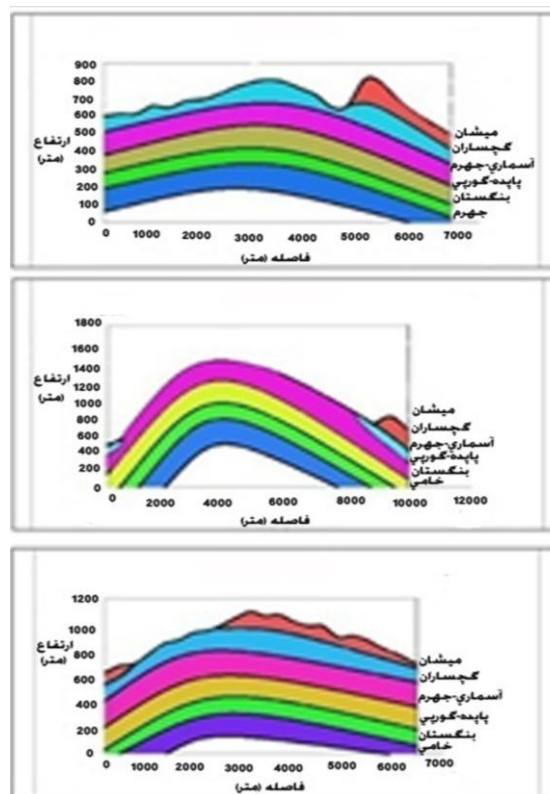 900
800
700
600
500
400
300
200
100
0
ارتفاع
(متر)
میشان
گچساران
آسماري-جهرم
پابده-گورپي
بنگستان
جهرم
0 1000 2000 3000 4000 5000 6000 7000
فاصله (متر)
1800
1600
1400
1200
1000
800
600
400
200
0
ارتفاع
(متر)
میشان
گچساران
آسماري-جهرم
پابده-گورپي
بنگستان
خامي
0 2000 4000 6000 8000 10000 12000
فاصله (متر)
1200
1000
800
600
400
200
0
ارتفاع
(متر)
میشان
گچساران
آسماري-جهرم
پابده-گورپي
بنگستان
خامي
0 1000 2000 3000 4000 5000 6000 7000
فاصله (متر)